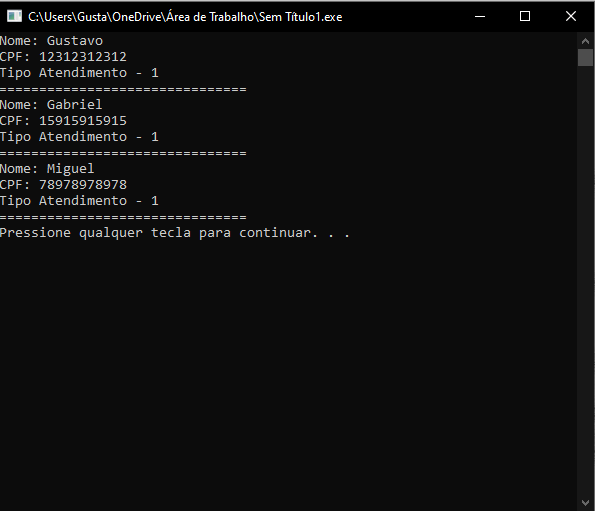 C:\Users\Gusta\OneDrive\Área de Trabalho\Sem Título1.exe
Nome: Gustavo
CPF: 12312312312
Tipo Atendimento - 1
===============================
Nome: Gabriel
CPF: 15915915915
Tipo Atendimento - 1
===============================
Nome: Miguel
CPF: 78978978978
Tipo Atendimento - 1
===============================
Pressione qualquer tecla para continuar. . .